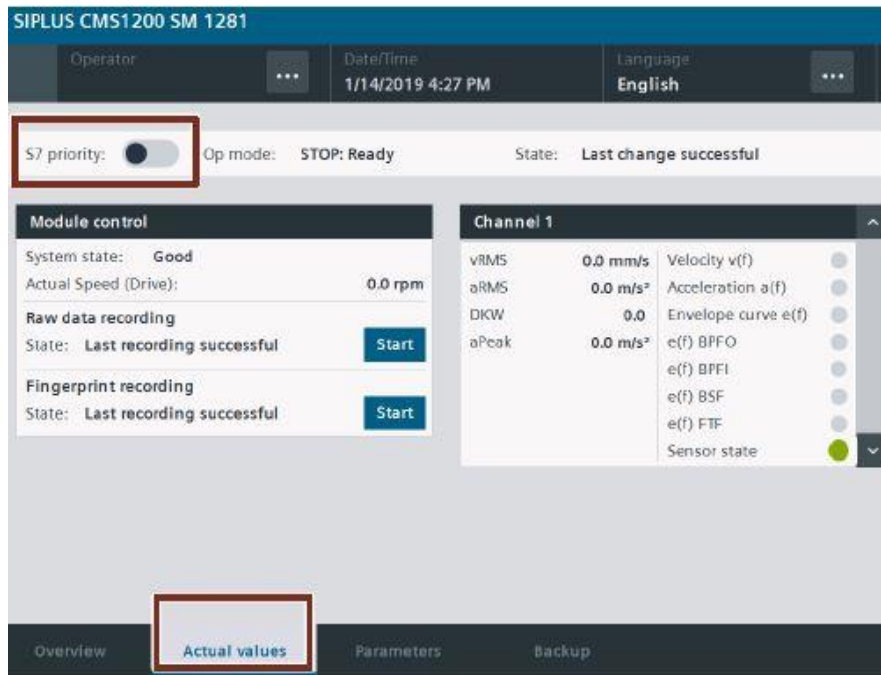 SIPLUS CMS1200 SM 1281
Operator
...
Date/Time
1/14/2019 4:27 PM
Language
English
...
S7 priority:
Op mode: STOP: Ready
State: Last change successful
Module control
System state: Good
Actual Speed (Drive): 0.0 rpm
Raw data recording
State: Last recording successful
Start
Fingerprint recording
State: Last recording successful
Start
Channel 1
vRMS 0.0 mm/s Velocity v(f)
aRMS 0.0 m/s² Acceleration a(f)
DKW 0.0 Envelope curve e(f)
aPeak 0.0 m/s² e(f) BPFO
e(f) BPFI
e(f) BSF
e(f) FTF
Sensor state
Overview Actual values Parameters Backup